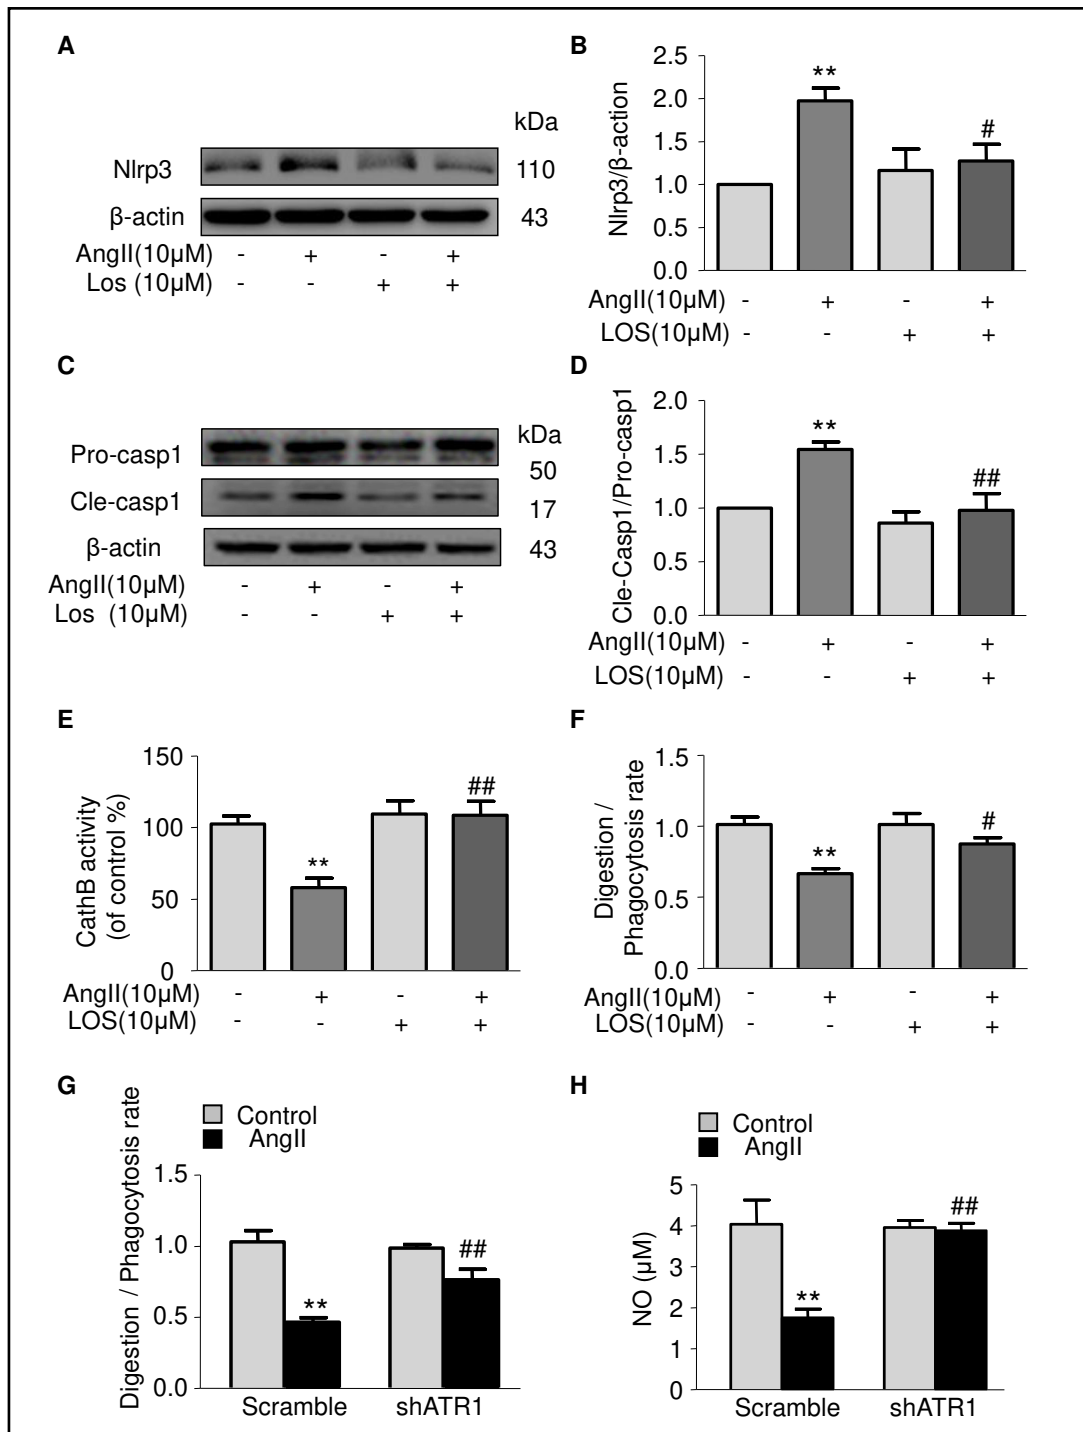 A
kDa
Nlrp3 110
β-actin 43
AngII(10μM) - + - +
Los (10μM) - - + +
B
Nlrp3/β-action
2.5
2.0
1.5
1.0
0.5
0.0
**
#
AngII(10μM) - + - +
LOS(10μM) - - + +
C
kDa
Pro-casp1 50
Cle-casp1 17
β-actin 43
AngII(10μM) - + - +
Los (10μM) - - + +
D
Cle-Casp1/Pro-casp1
2.0
1.5
1.0
0.5
0.0
**
##
AngII(10μM) - + - +
LOS(10μM) - - + +
E
CathB activity
(of control %)
150
100
50
0
**
##
AngII(10μM) - + - +
LOS(10μM) - - + +
F
Digestion /
Phagocytosis rate
1.5
1.0
0.5
0.0
**
#
AngII(10μM) - + - +
LOS(10μM) - - + +
G
Control
AngII
Digestion / Phagocytosis rate
1.5
1.0
0.5
0.0
**
##
Scramble shATR1
H
Control
AngII
NO (μM)
5
4
3
2
1
0
**
##
Scramble shATR1